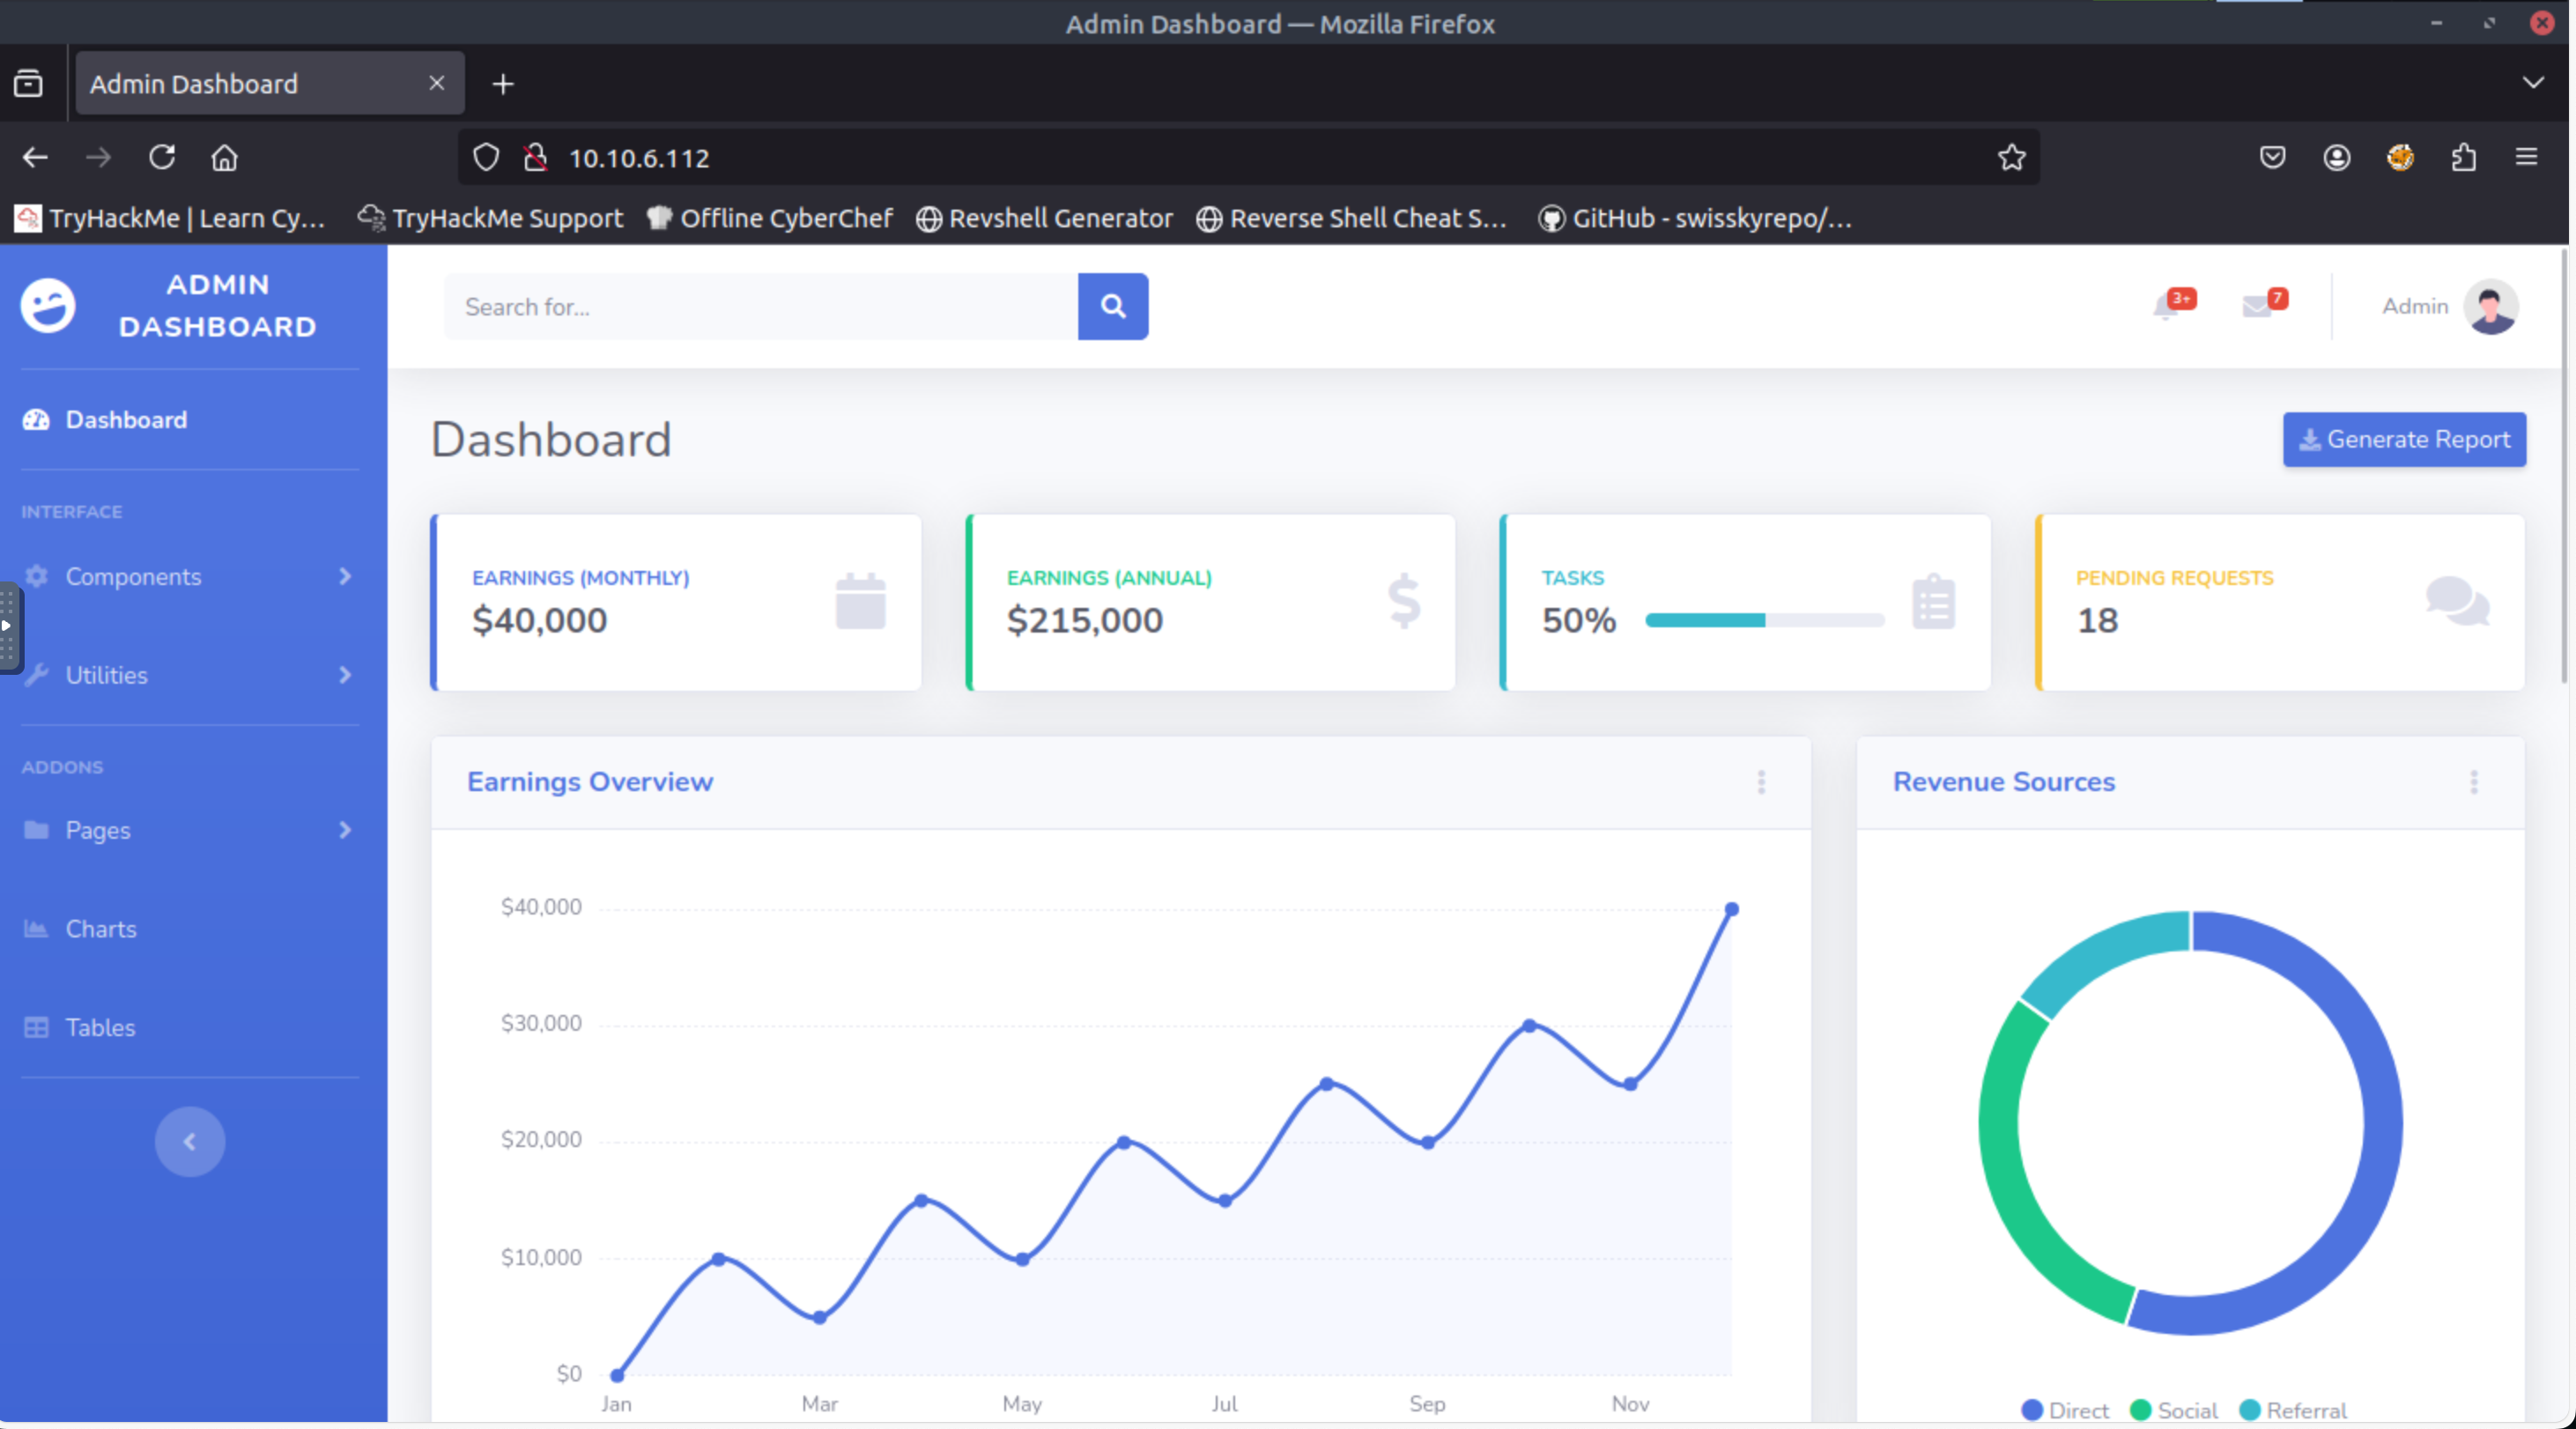 Admin Dashboard — Mozilla Firefox
Admin Dashboard
10.10.6.112
TryHackMe | Learn Cy... TryHackMe Support Offline CyberChef Revshell Generator Reverse Shell Cheat S... GitHub - swisskyrepo/...
ADMIN
DASHBOARD
Dashboard
INTERFACE
Components
Utilities
ADDONS
Pages
Charts
Tables
Search for...
3+
7
Admin
Dashboard
Generate Report
EARNINGS (MONTHLY)
$40,000
EARNINGS (ANNUAL)
$215,000
TASKS
50%
PENDING REQUESTS
18
Earnings Overview
$40,000
$30,000
$20,000
$10,000
$0
Jan Mar May Jul Sep Nov
Revenue Sources
Direct Social Referral